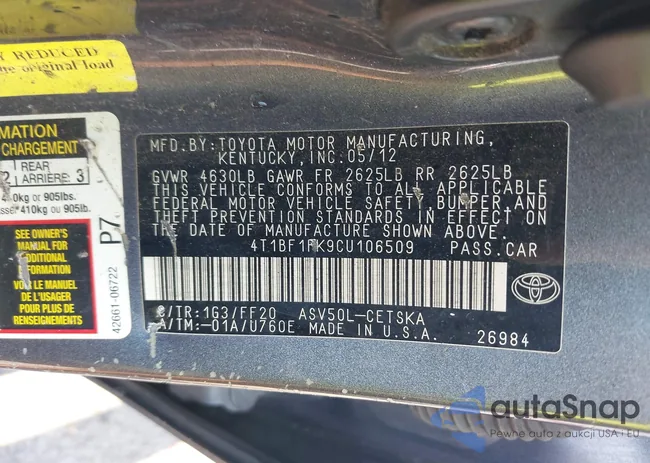 REDUCED
original load
MATION
CHARGEMENT
REAR
ARRIERE: 3
kg or 905lbs.
410kg or 905lb.
SEE OWNER'S
MANUAL FOR
ADDITIONAL
INFORMATION
LE MANUEL
DE L'USAGER
POUR PLUS DE
RENSEIGNEMENTS.
P7
42661-06722
MFD.BY:TOYOTA MOTOR MANUFACTURING,
KENTUCKY,INC.05/12
GVWR 4630LB GAWR FR 2625LB RR 2625LB
THIS VEHICLE CONFORMS TO ALL APPLICABLE
FEDERAL MOTOR VEHICLE SAFETY,BUMPER,AND
THEFT PREVENTION STANDARDS IN EFFECT ON
THE DATE OF MANUFACTURE SHOWN ABOVE.
4T1BF1FK9CU106509 PASS.CAR
C/TR:1G3/FF20 ASV50L-CETSKA
A/TM:-01A/U760E MADE IN U.S.A.
26984
autoSnap
Pewne auta z aukcji USA i EU